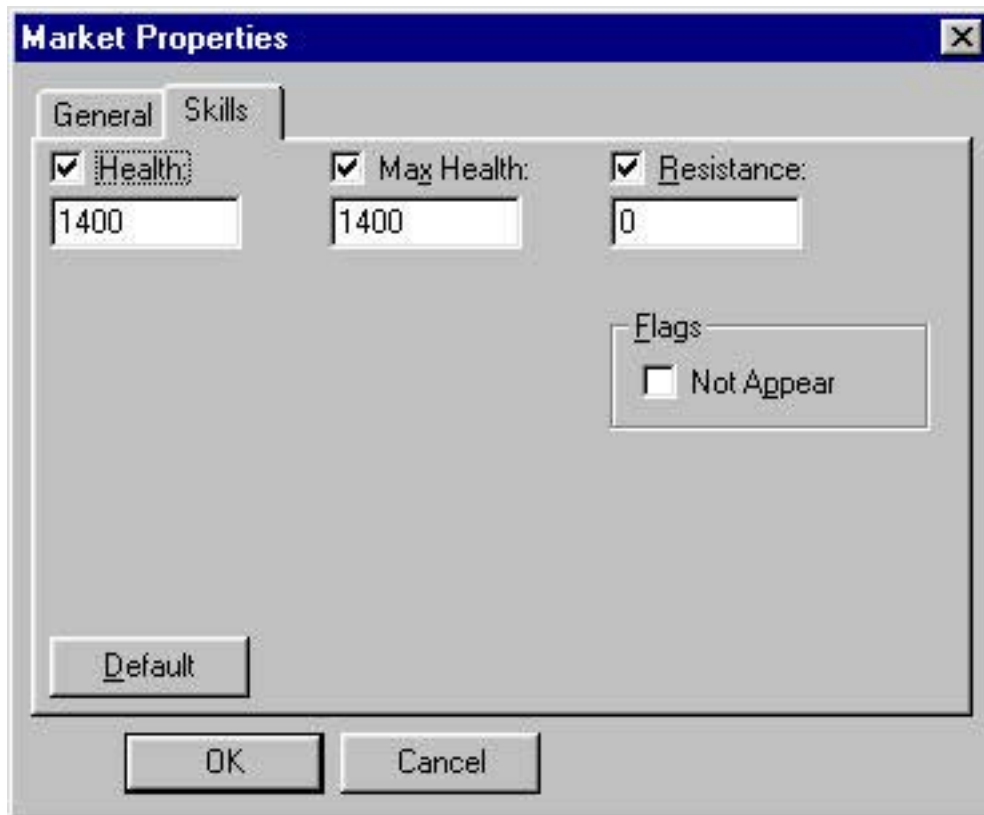 Market Properties
General Skills
Health: Max Health: Resistance:
1400 1400 0
Flags
Not Appear
Default
OK Cancel